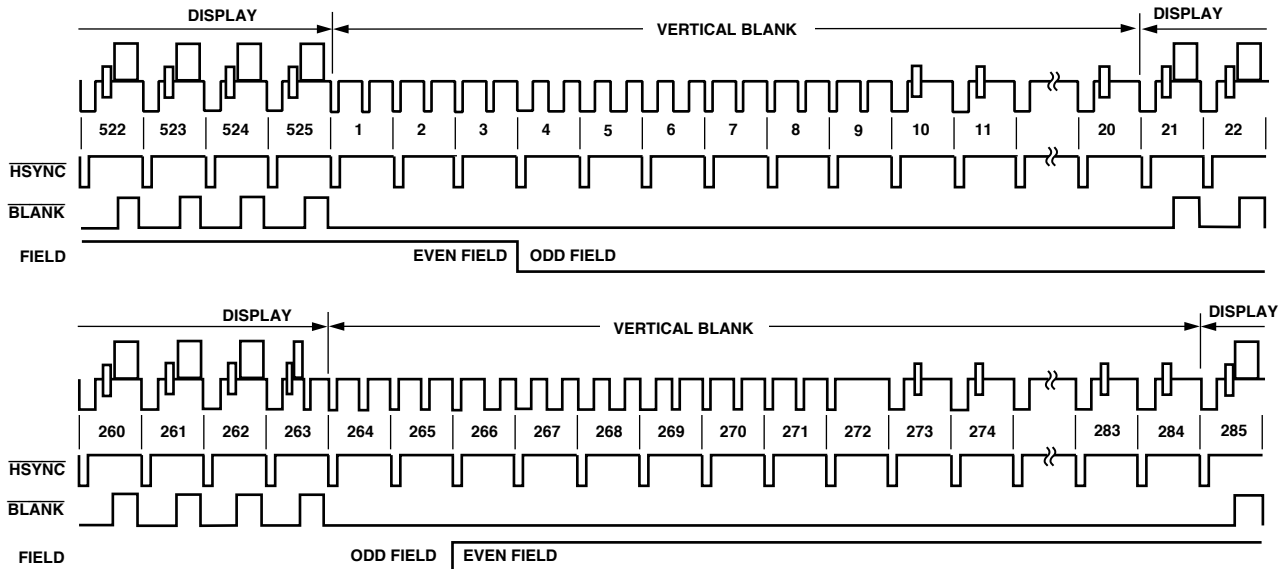 DISPLAY VERTICAL BLANK DISPLAY
522 523 524 525 1 2 3 4 5 6 7 8 9 10 11 20 21 22
HSYNC
BLANK
FIELD EVEN FIELD ODD FIELD
DISPLAY VERTICAL BLANK DISPLAY
260 261 262 263 264 265 266 267 268 269 270 271 272 273 274 283 284 285
HSYNC
BLANK
FIELD ODD FIELD EVEN FIELD